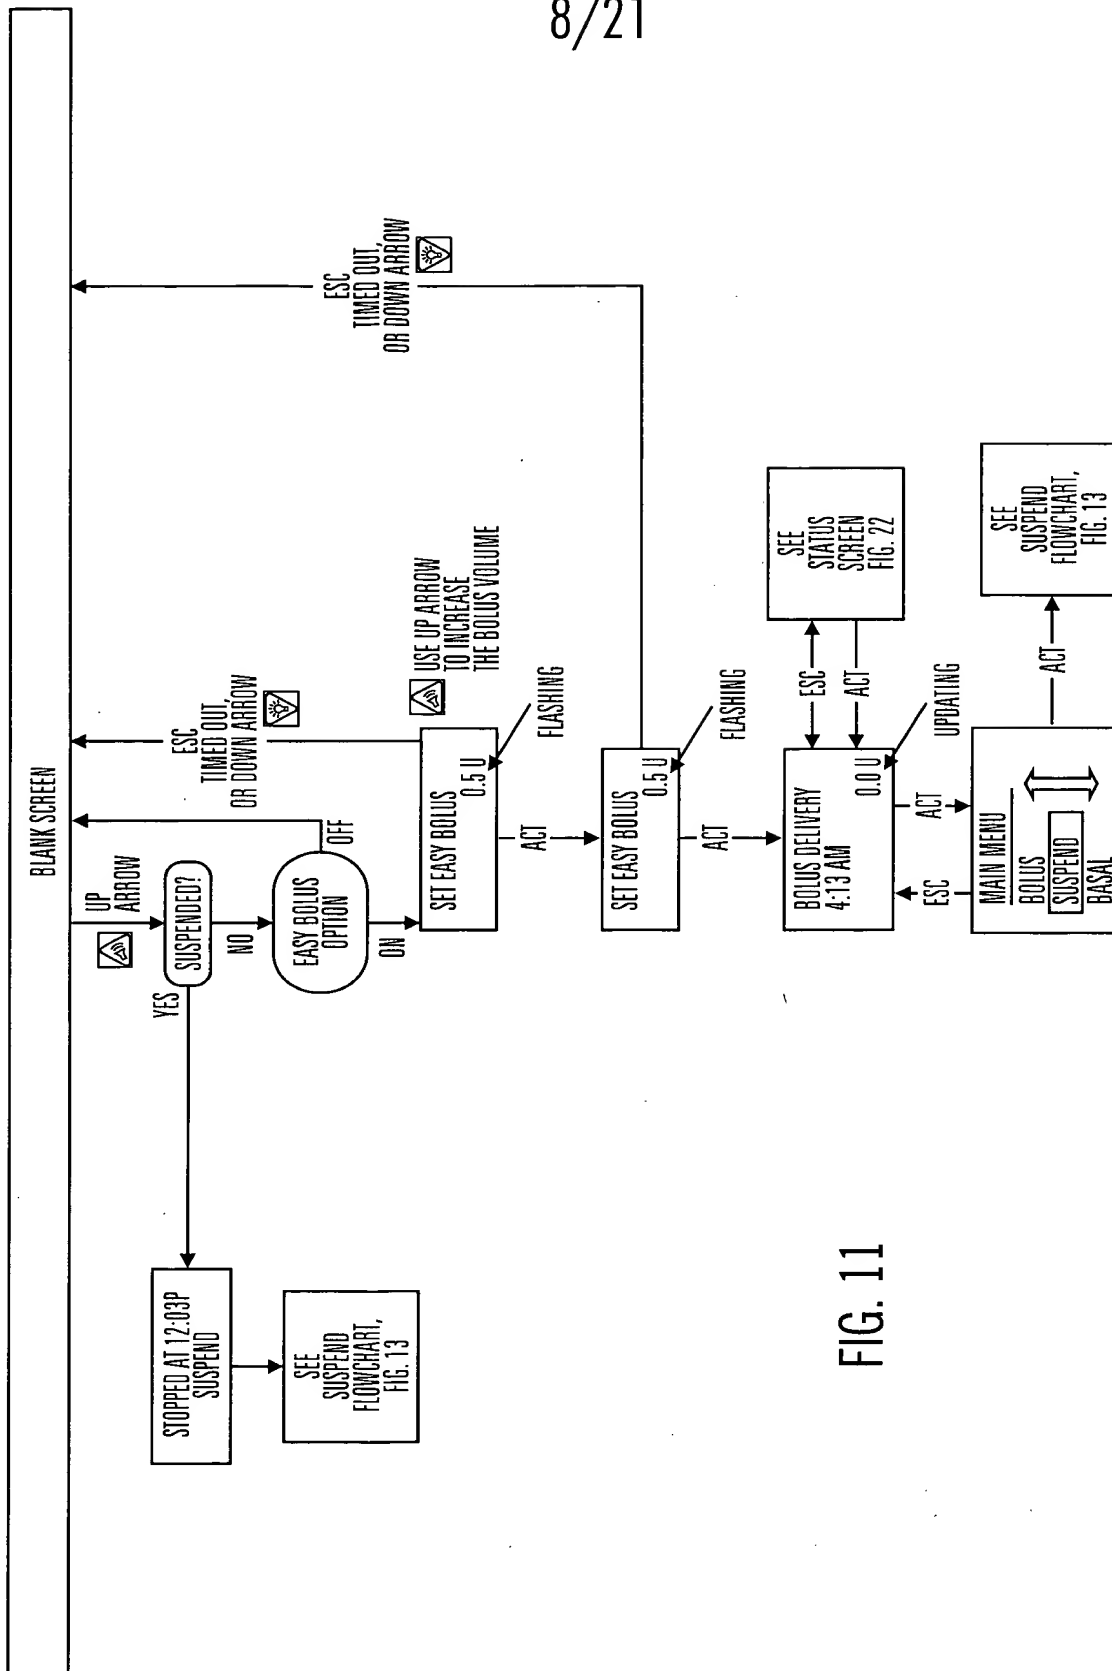 8/21
BLANK SCREEN
UP
ARROW
SUSPENDED?
YES
NO
STOPPED AT 12:03P
SUSPEND
SEE
SUSPEND
FLOWCHART,
FIG. 13
EASY BOLUS
OPTION
OFF
ON
ESC
TIMED OUT,
OR DOWN ARROW
SET EASY BOLUS
0.5 U
USE UP ARROW
TO INCREASE
THE BOLUS VOLUME
FLASHING
ACT
ESC
TIMED OUT,
OR DOWN ARROW
SET EASY BOLUS
0.5 U
FLASHING
ACT
BOLUS DELIVERY
4:13 AM
0.0 U
UPDATING
ESC
ACT
SEE
STATUS
SCREEN
FIG. 22
ESC
ACT
MAIN MENU
BOLUS
SUSPEND
BASAL
ACT
SEE
SUSPEND
FLOWCHART,
FIG. 13
FIG. 11